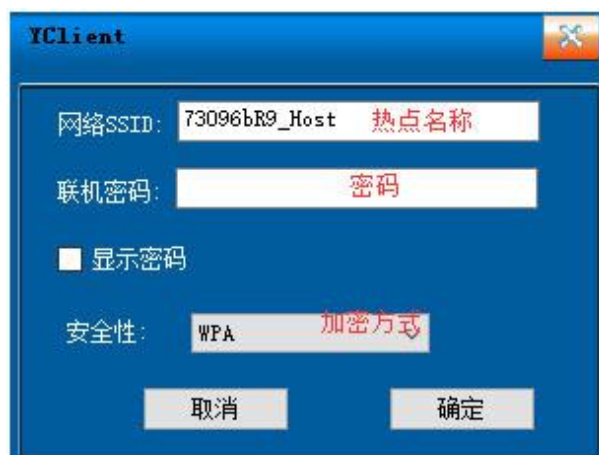 YClient
网络SSID: 73096bR9_Host 热点名称
联机密码: 密码
显示密码
安全性: WPA 加密方式
取消 确定